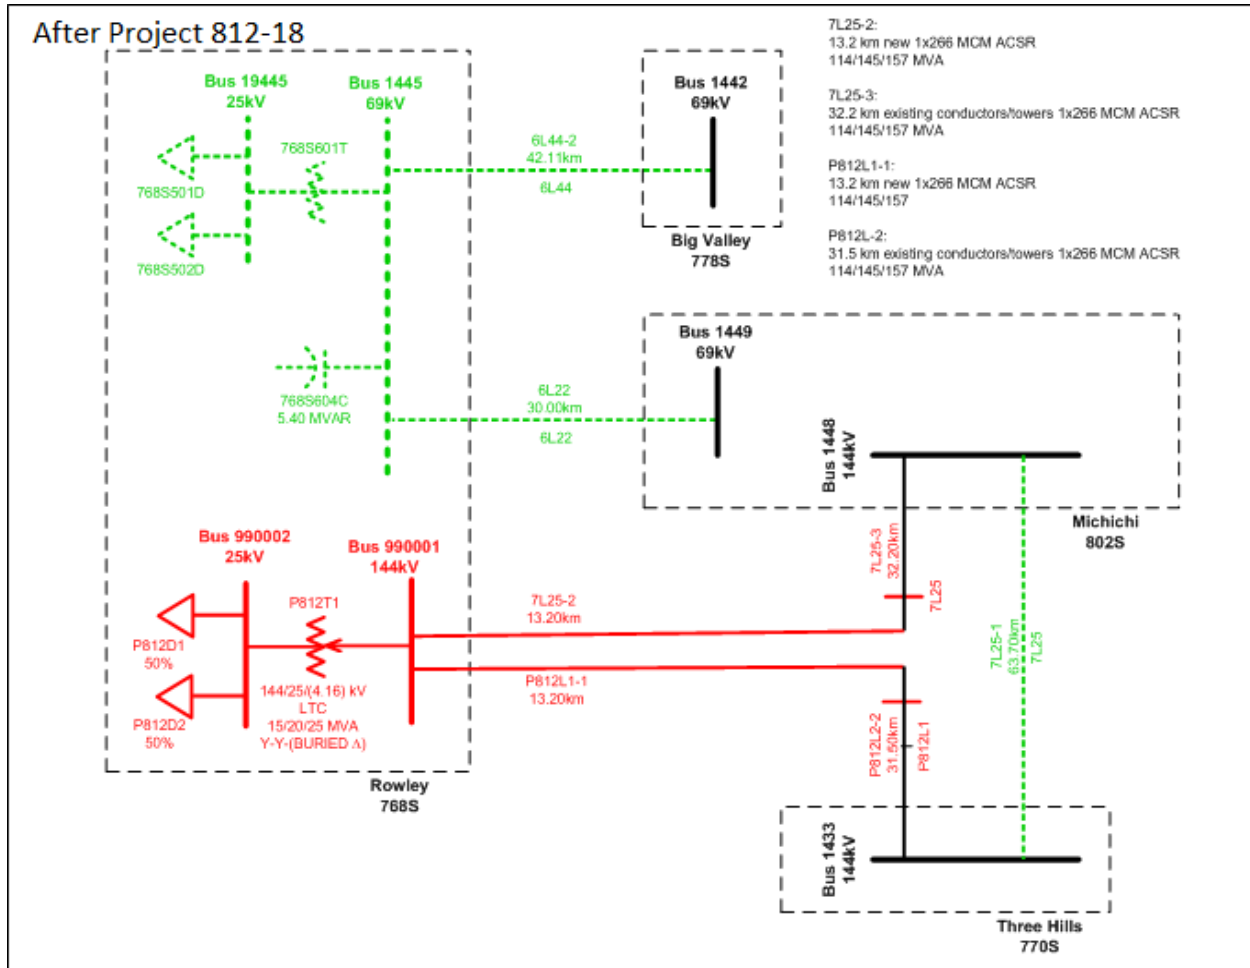 After Project 812-18
7L25-2:
13.2 km new 1x266 MCM ACSR
114/145/157 MVA
7L25-3:
32.2 km existing conductors/towers 1x266 MCM ACSR
114/145/157 MVA
P812L1-1:
13.2 km new 1x266 MCM ACSR
114/145/157
P812L-2:
31.5 km existing conductors/towers 1x266 MCM ACSR
114/145/157 MVA
Bus 19445
25kV
Bus 1445
69kV
768S601T
768S501D
768S502D
6L44-2
42.11km
6L44
Bus 1442
69kV
Big Valley
778S
768S604C
5.40 MVAR
6L22
30.00km
6L22
Bus 1449
69kV
Bus 1448
144kV
Michichi
802S
Bus 990002
25kV
Bus 990001
144kV
P812T1
P812D1
50%
P812D2
50%
144/25/(4.16) kV
LTC
15/20/25 MVA
Y-Y-(BURIED Δ)
Rowley
768S
7L25-2
13.20km
P812L1-1
13.20km
7L25-3
32.20km
7L25
7L25-1
63.70km
7L25
P812L2-2
31.50km
P812L1
Bus 1433
144kV
Three Hills
770S